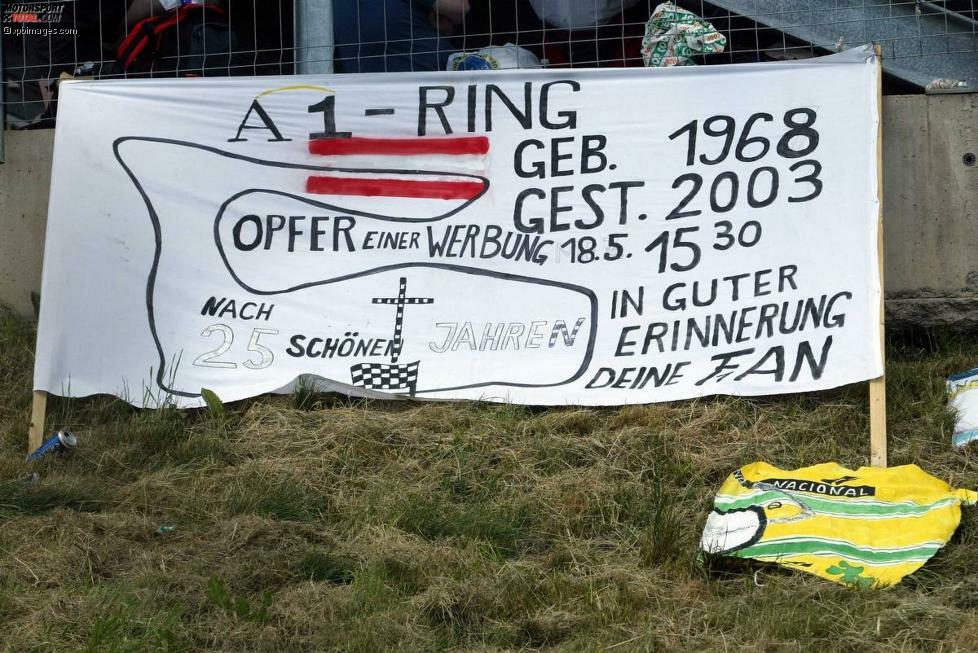 MOTORSPORT
TOTAL.COM
xpbimages.com
A1-RING
GEB. 1968
GEST. 2003
OPFER EINER WERBUNG 18.5. 15 30
NACH
25 SCHÖNEN JAHREN
IN GUTER
ERINNERUNG
DEINE FAN
NACIONAL